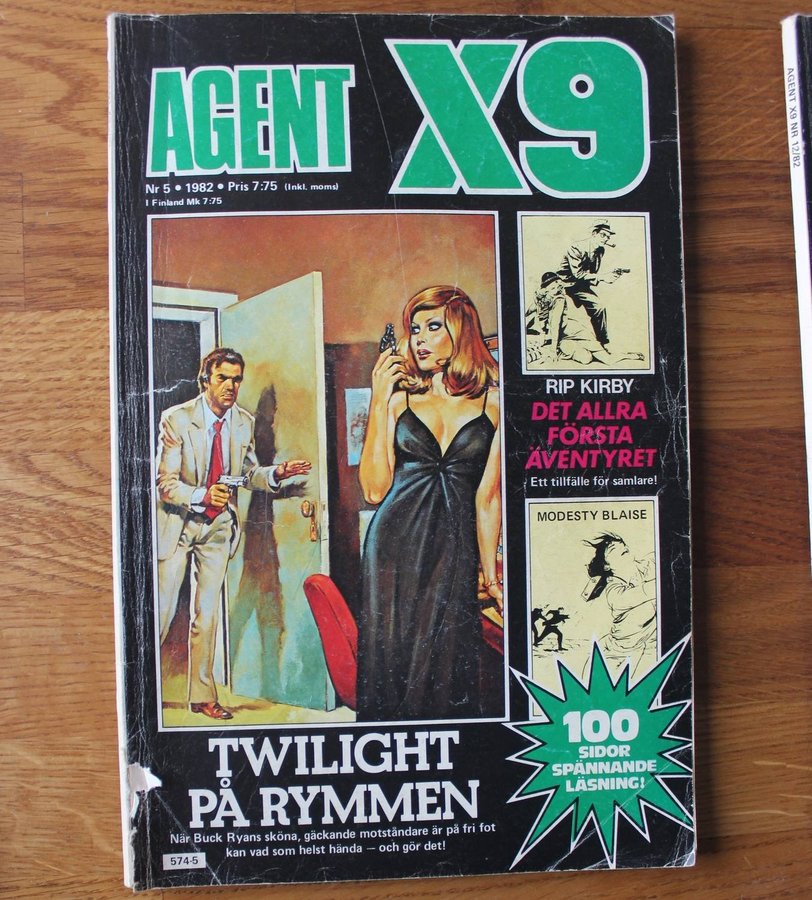 AGENT X9
Nr 5 • 1982 • Pris 7:75 (Inkl. moms)
I Finland Mk 7:75
RIP KIRBY
DET ALLRA
FÖRSTA
ÄVENTYRET
Ett tillfälle för samlare!
MODESTY BLAISE
100
SIDOR
SPÄNNANDE
LÄSNING!
TWILIGHT
PÅ RYMMEN
När Buck Ryans sköna, gäckande motståndare är på fri fot
kan vad som helst hända — och gör det!
574-5
AGENT X9 NR 12/82